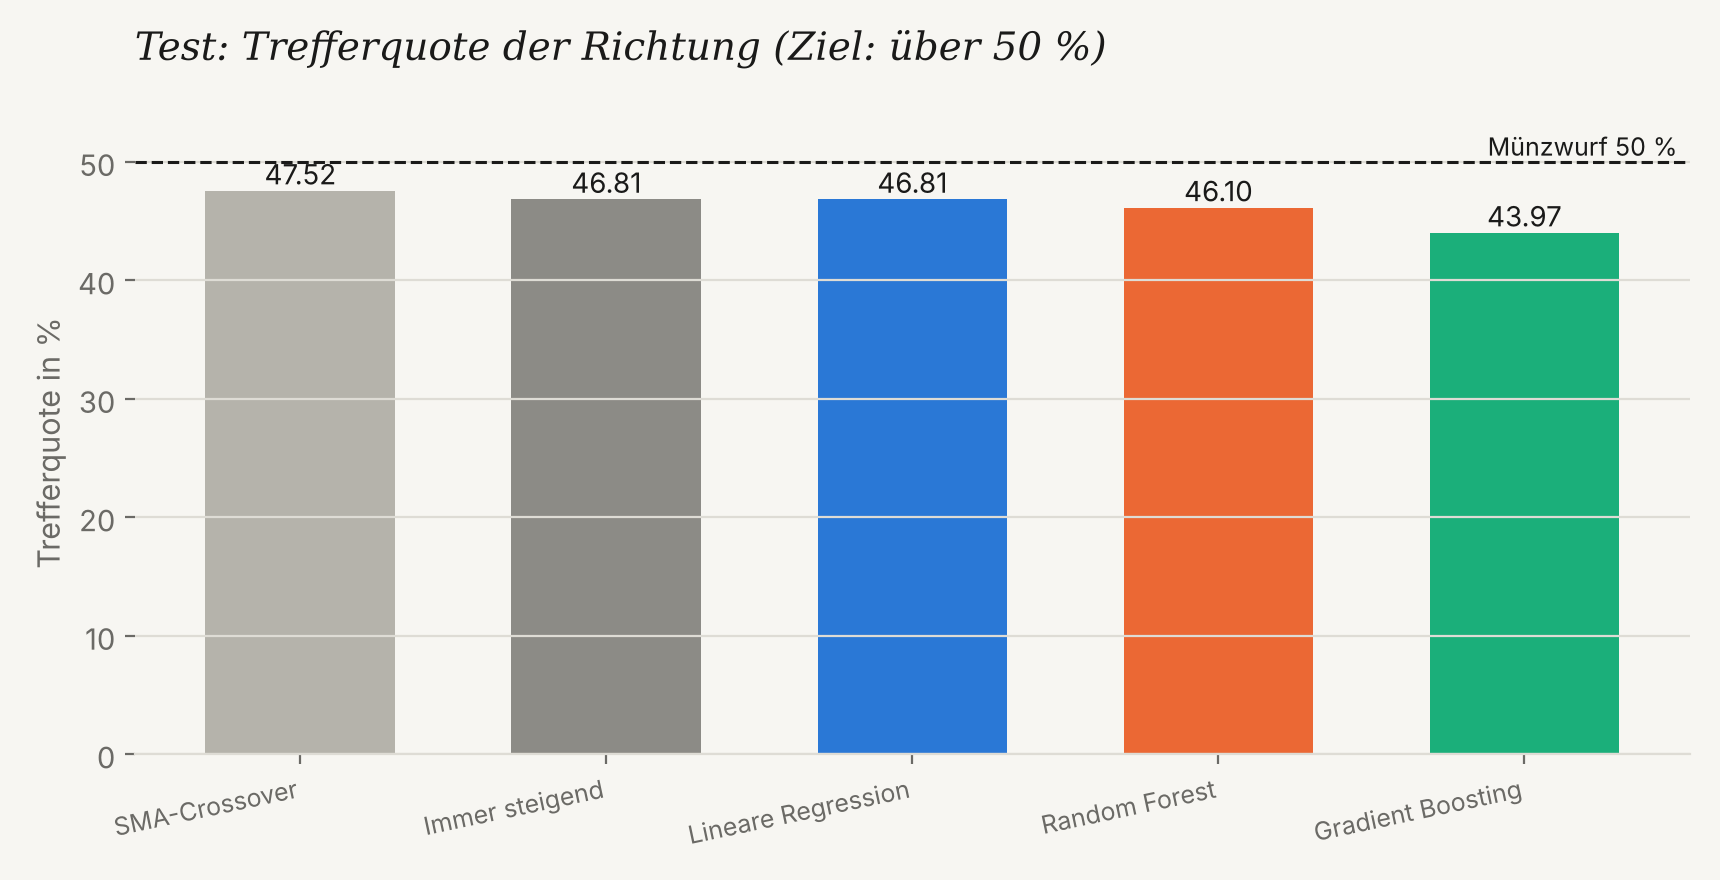 Test: Trefferquote der Richtung (Ziel: über 50 %)
Münzwurf 50 %
50
47.52
46.81
46.81
46.10
43.97
40
30
20
10
0
Trefferquote in %
SMA-Crossover
Immer steigend
Lineare Regression
Random Forest
Gradient Boosting